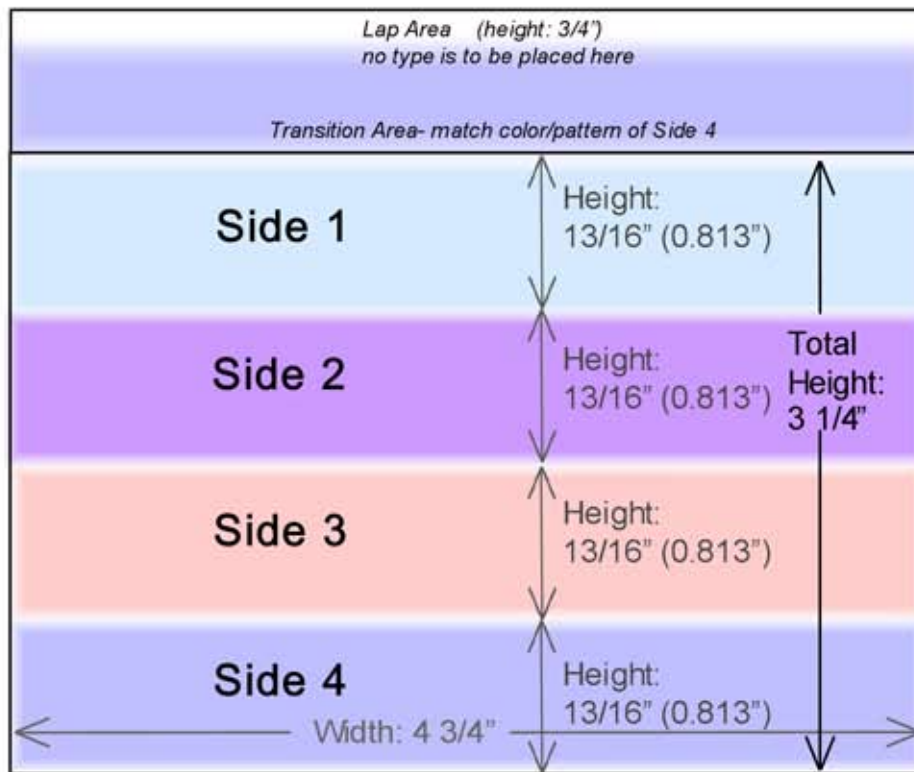 Lap Area (height: 3/4”)
no type is to be placed here
Transition Area- match color/pattern of Side 4
Side 1
Height:
13/16” (0.813”)
Side 2
Height:
13/16” (0.813”)
Total
Height:
3 1/4”
Side 3
Height:
13/16” (0.813”)
Side 4
Height:
13/16” (0.813”)
Width: 4 3/4”